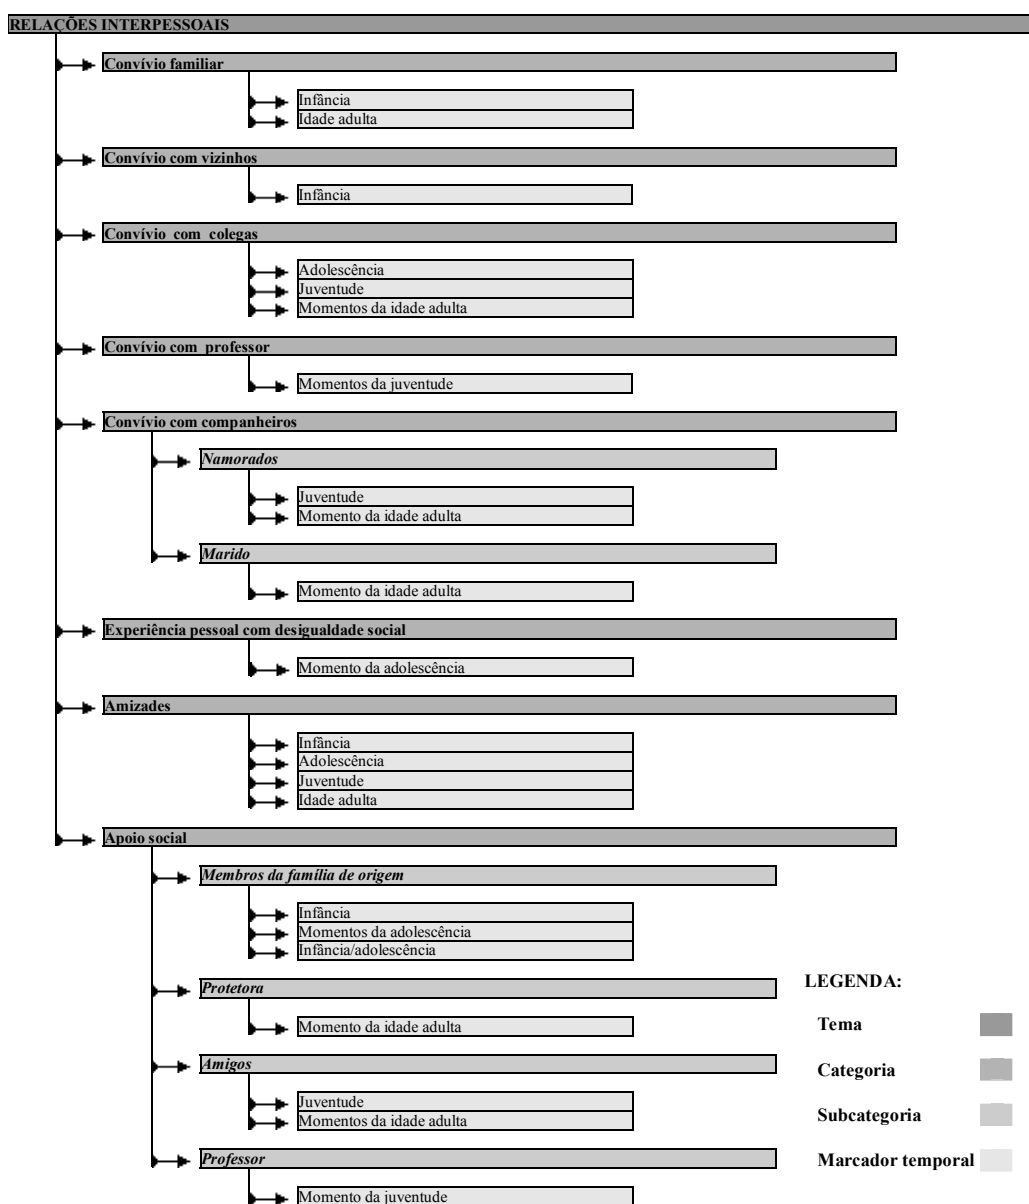 RELAÇÕES INTERPESSOAIS
Convívio familiar
Infância
Idade adulta
Convívio com vizinhos
Infância
Convívio com colegas
Adolescência
Juventude
Momentos da idade adulta
Convívio com professor
Momentos da juventude
Convívio com companheiros
Namorados
Juventude
Momento da idade adulta
Marido
Momento da idade adulta
Experiência pessoal com desigualdade social
Momento da adolescência
Amizades
Infância
Adolescência
Juventude
Idade adulta
Apoio social
Membros da família de origem
Infância
Momentos da adolescência
Infância/adolescência
Protetora
Momento da idade adulta
Amigos
Juventude
Momentos da idade adulta
Professor
Momento da juventude
LEGENDA:
Tema
Categoria
Subcategoria
Marcador temporal